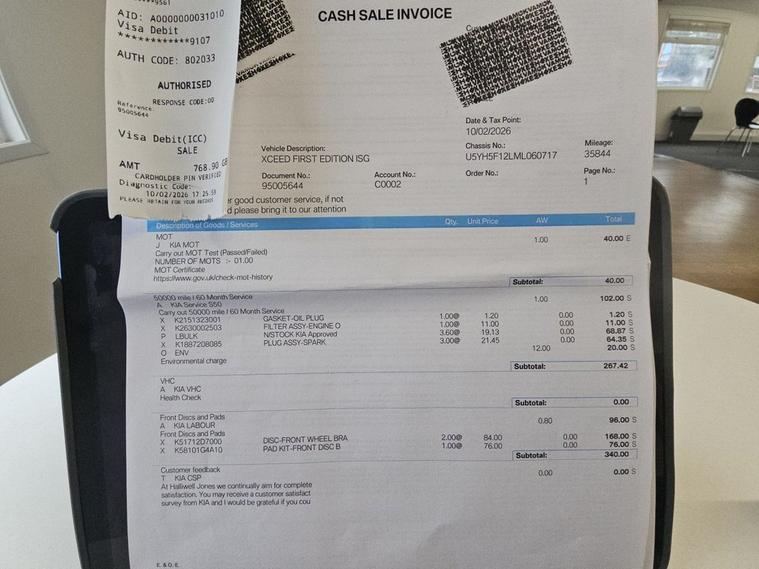 AID: A0000000031010
Visa Debit
************9107
AUTH CODE: 802033
AUTHORISED
RESPONSE CODE:00
Reference
95005644
Visa Debit(ICC)
SALE
AMT 768.90
CARDHOLDER PIN VERIFIED
Diagnostic Code:
10/02/2026 17:25
PLEASE RETAIN FOR YOUR RECORDS
CASH SALE INVOICE
Date & Tax Point:
10/02/2026
Vehicle Description: Chassis No.: Mileage:
XCEED FIRST EDITION ISG U5YH5F12LML060717 35844
Document No.: Account No.: Order No.: Page No.:
95005644 C0002 1
good customer service, if not
please bring it to our attention
Description of Goods / Services Qty. Unit Price AW Total
MOT
J KIA MOT 1.00 40.00 E
Carry out MOT Test (Passed/Failed)
NUMBER OF MOTS :- 01.00
MOT Certificate
https://www.gov.uk/check-mot-history
Subtotal: 40.00
50000 mile / 60 Month Service
A KIA Service S50 1.00 102.00 S
Carry out 50000 mile / 60 Month Service
X K2151323001 GASKET-OIL PLUG 1.00@ 1.20 0.00 1.20 S
X K2630002503 FILTER ASSY-ENGINE O 1.00@ 11.00 0.00 11.00 S
P LBULK N/STOCK KIA Approved 3.60@ 19.13 0.00 68.87 S
X K1887208085 PLUG ASSY-SPARK 3.00@ 21.45 0.00 64.35 S
O ENV 12.00 20.00 S
Environmental charge
Subtotal: 267.42
VHC
A KIA VHC
Health Check
Subtotal: 0.00
Front Discs and Pads
A KIA LABOUR 0.80 96.00 S
Front Discs and Pads
X K51712D7000 DISC-FRONT WHEEL BRA 2.00@ 84.00 0.00 168.00 S
X K58101G4A10 PAD KIT-FRONT DISC B 1.00@ 76.00 0.00 76.00 S
Subtotal: 340.00
Customer feedback
T KIA CSP 0.00 0.00 S
At Halliwell Jones we continually aim for complete
satisfaction. You may receive a customer satisfact
survey from KIA and I would be grateful if you cou
E. & O. E.